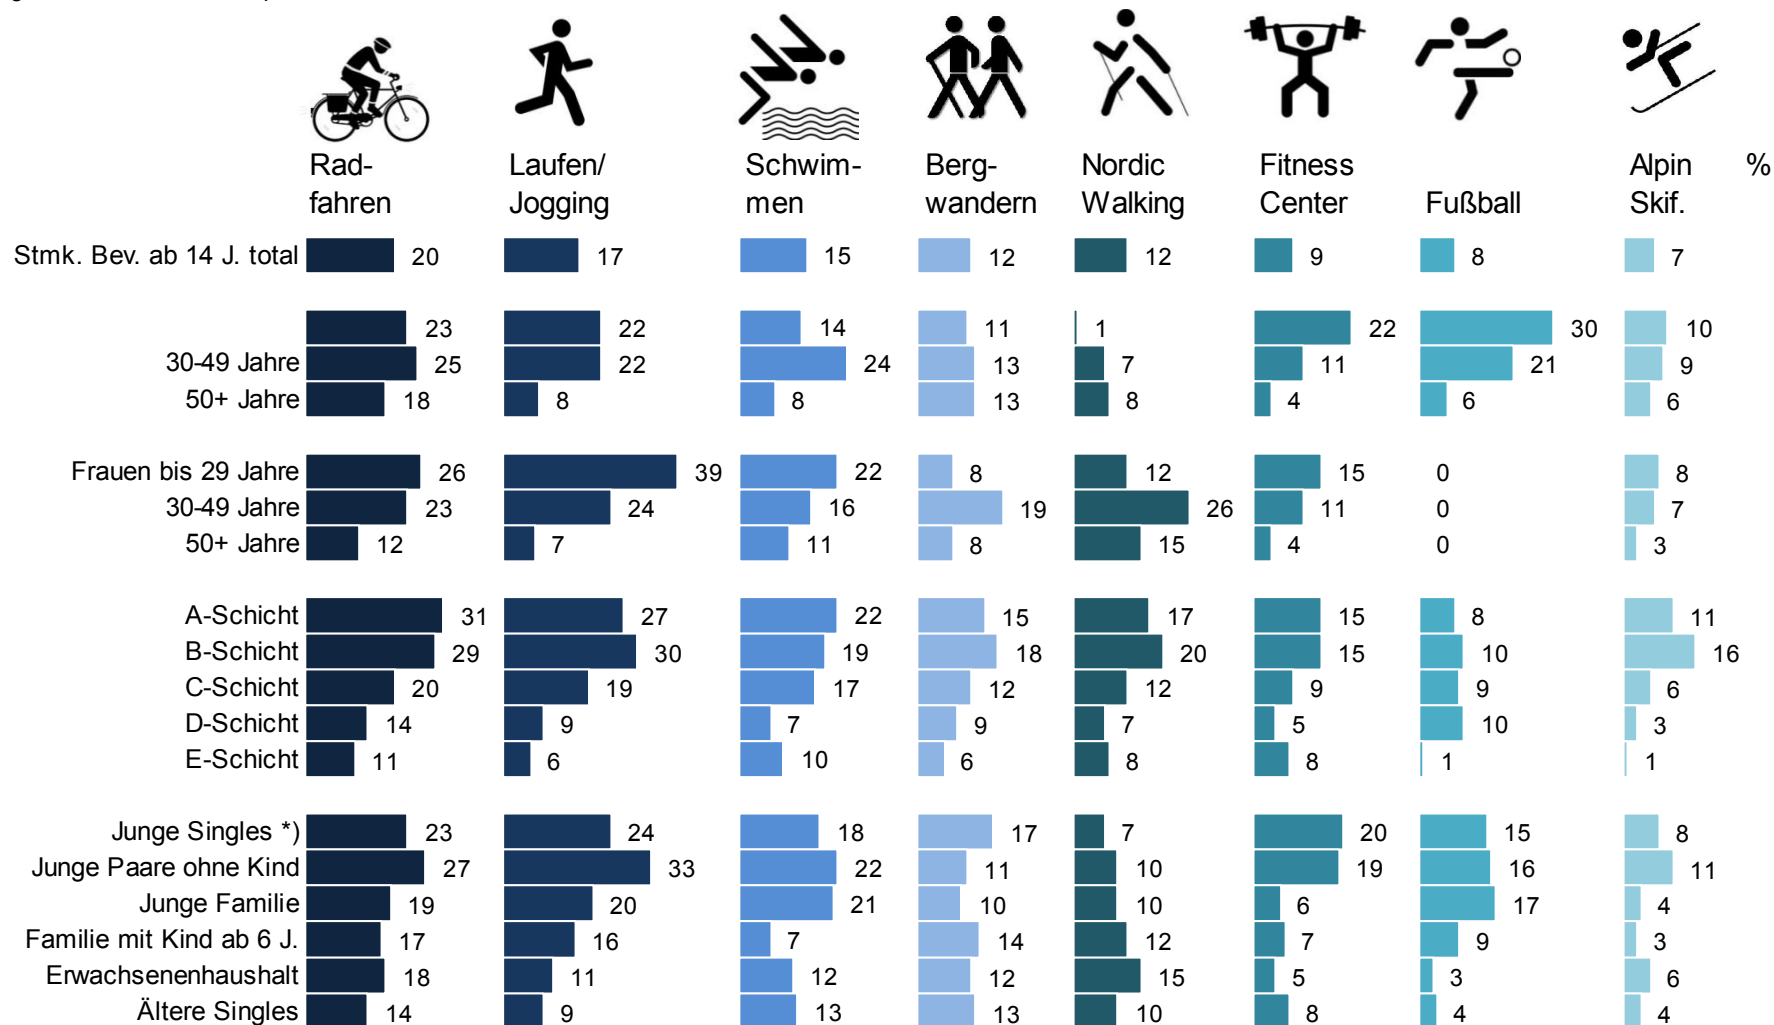 Rad- Laufen/ Schwim- Berg- Nordic Fitness Alpin %
fahren Jogging men wandern Walking Center Fußball Skif.
Stmk. Bev. ab 14 J. total 20 17 15 12 12 9 8 7
23 22 14 11 1 22 30 10
30-49 Jahre 25 22 24 13 7 11 21 9
50+ Jahre 18 8 8 13 8 4 6 6
Frauen bis 29 Jahre 26 39 22 8 12 15 0 8
30-49 Jahre 23 24 16 19 26 11 0 7
50+ Jahre 12 7 11 8 15 4 0 3
A-Schicht 31 27 22 15 17 15 8 11
B-Schicht 29 30 19 18 20 15 10 16
C-Schicht 20 19 17 12 12 9 9 6
D-Schicht 14 9 7 9 7 5 10 3
E-Schicht 11 6 10 6 8 8 1 1
Junge Singles *) 23 24 18 17 7 20 15 8
Junge Paare ohne Kind 27 33 22 11 10 19 16 11
Junge Familie 19 20 21 10 10 6 17 4
Familie mit Kind ab 6 J. 17 16 7 14 12 7 9 3
Erwachsenenhaushalt 18 11 12 12 15 5 3 6
Ältere Singles 14 9 13 13 10 8 4 4